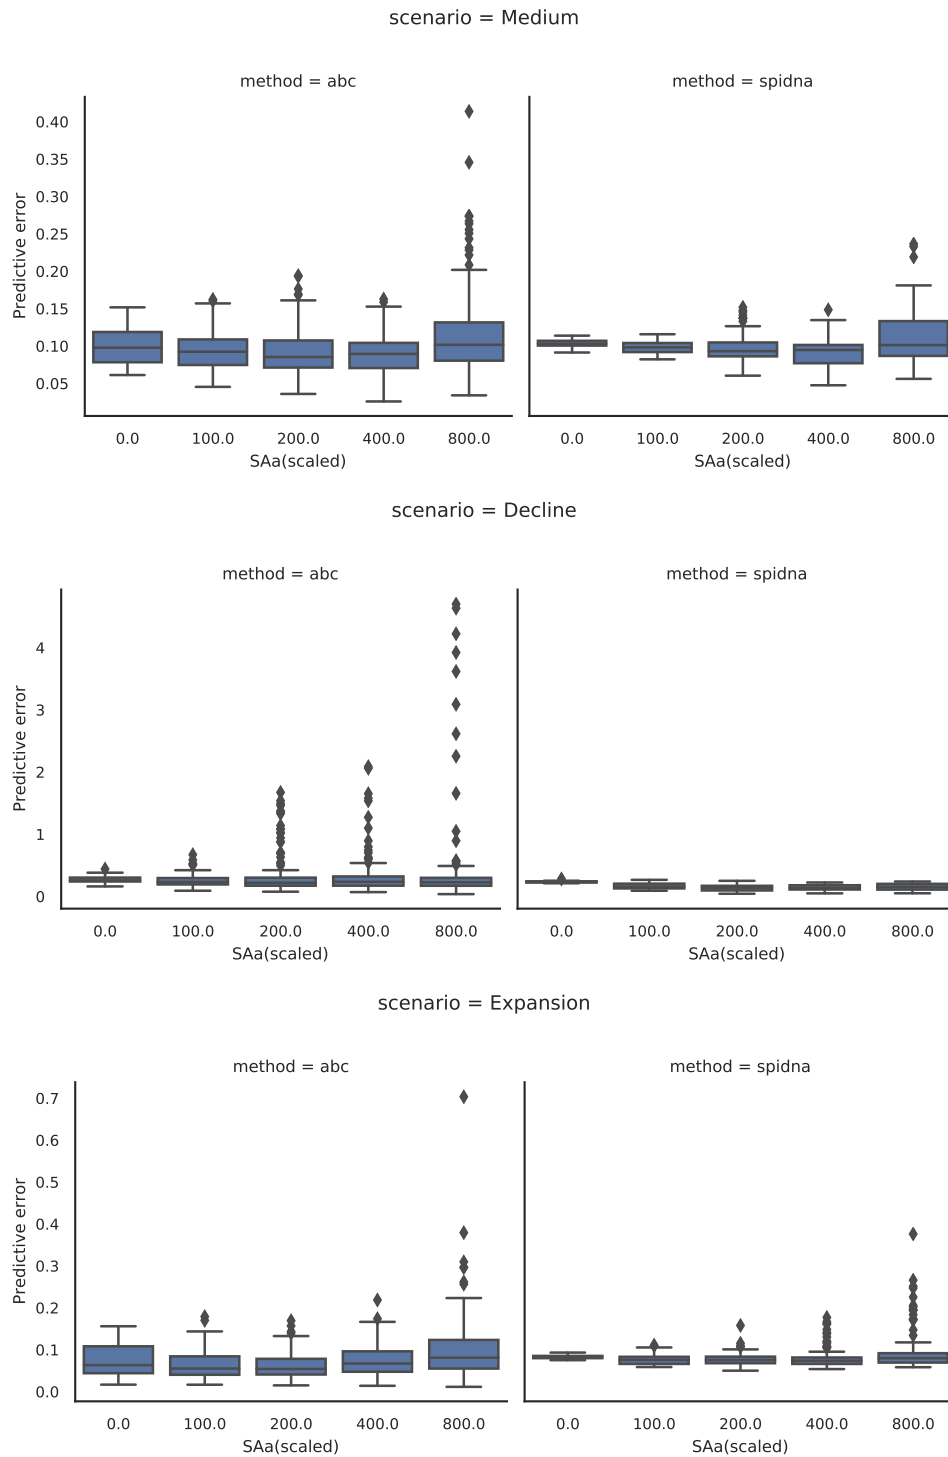 scenario = Medium
method = abc
method = spidna
Predictive error
0.40
0.35
0.30
0.25
0.20
0.15
0.10
0.05
0.0 100.0 200.0 400.0 800.0
SAa(scaled)
0.0 100.0 200.0 400.0 800.0
SAa(scaled)
scenario = Decline
method = abc
method = spidna
Predictive error
4
3
2
1
0
0.0 100.0 200.0 400.0 800.0
SAa(scaled)
0.0 100.0 200.0 400.0 800.0
SAa(scaled)
scenario = Expansion
method = abc
method = spidna
Predictive error
0.7
0.6
0.5
0.4
0.3
0.2
0.1
0.0
0.0 100.0 200.0 400.0 800.0
SAa(scaled)
0.0 100.0 200.0 400.0 800.0
SAa(scaled)